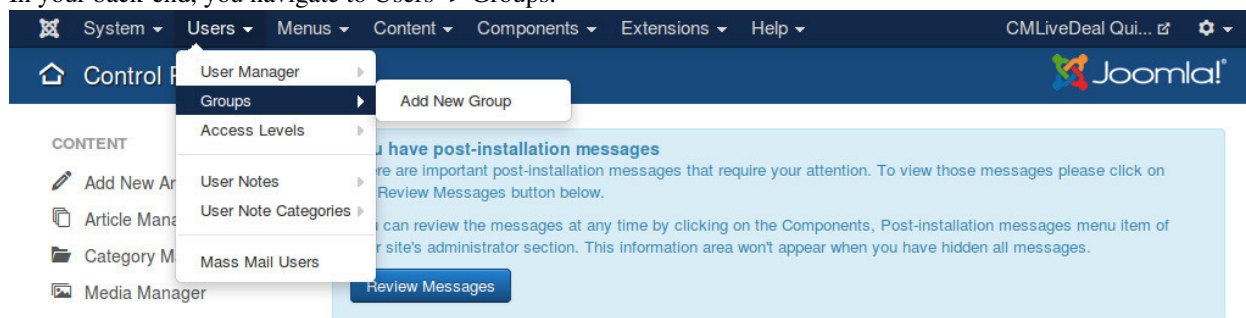 In your back-end, you navigate to Users -> Groups.
System Users Menus Content Components Extensions Help CMLiveDeal Qui...
Control Joomla!
User Manager
Groups Add New Group
Access Levels
User Notes
User Note Categories
Mass Mail Users
CONTENT
Add New Ar
Article Mana
Category M
Media Manager
u have post-installation messages
re are important post-installation messages that require your attention. To view those messages please click on
Review Messages button below.
can review the messages at any time by clicking on the Components, Post-installation messages menu item of
r site's administrator section. This information area won't appear when you have hidden all messages.
Review Messages